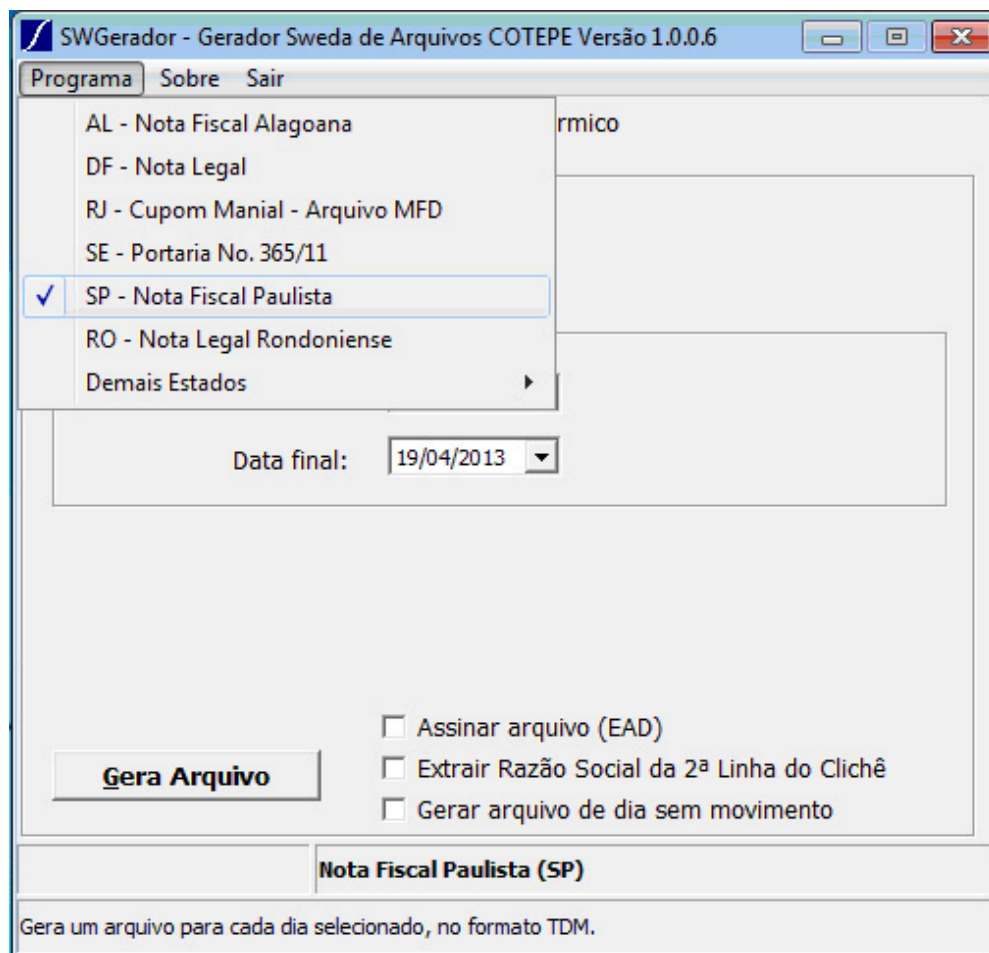 SWGerador - Gerador Sweda de Arquivos COTEPE Versão 1.0.0.6
Programa Sobre Sair
AL - Nota Fiscal Alagoana
DF - Nota Legal
RJ - Cupom Manial - Arquivo MFD
SE - Portaria No. 365/11
SP - Nota Fiscal Paulista
RO - Nota Legal Rondoniense
Demais Estados
rmico
Data final: 19/04/2013
Assinar arquivo (EAD)
Gera Arquivo
Extrair Razão Social da 2ª Linha do Clichê
Gerar arquivo de dia sem movimento
Nota Fiscal Paulista (SP)
Gera um arquivo para cada dia selecionado, no formato TDM.